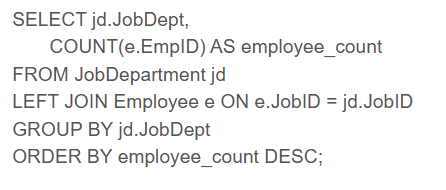 SELECT jd.JobDept,
COUNT(e.EmpID) AS employee_count
FROM JobDepartment jd
LEFT JOIN Employee e ON e.JobID = jd.JobID
GROUP BY jd.JobDept
ORDER BY employee_count DESC;